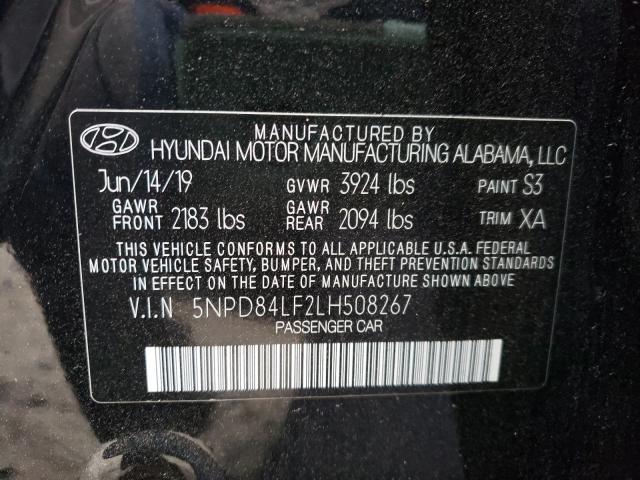 MANUFACTURED BY
HYUNDAI MOTOR MANUFACTURING ALABAMA, LLC
Jun/14/19 GVWR 3924 lbs PAINT S3
GAWR FRONT 2183 lbs GAWR REAR 2094 lbs TRIM XA
THIS VEHICLE CONFORMS TO ALL APPLICABLE U.S.A. FEDERAL
MOTOR VEHICLE SAFETY, BUMPER, AND THEFT PREVENTION STANDARDS
IN EFFECT ON THE DATE OF MANUFACTURE SHOWN ABOVE
V.I.N 5NPD84LF2LH508267
PASSENGER CAR